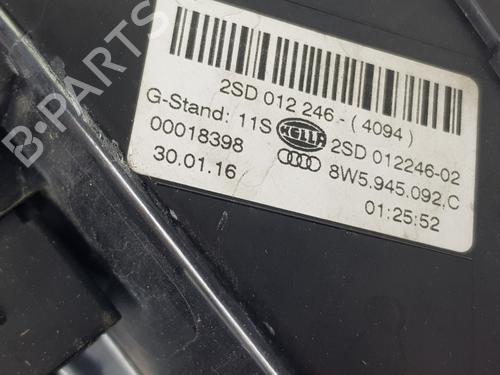 2SD 012 246 - ( 4094 )
G-Stand: 11S HELLA 2SD 012246-02
00018398 8W5.945.092.C
30.01.16 01:25:52
B-PARTS